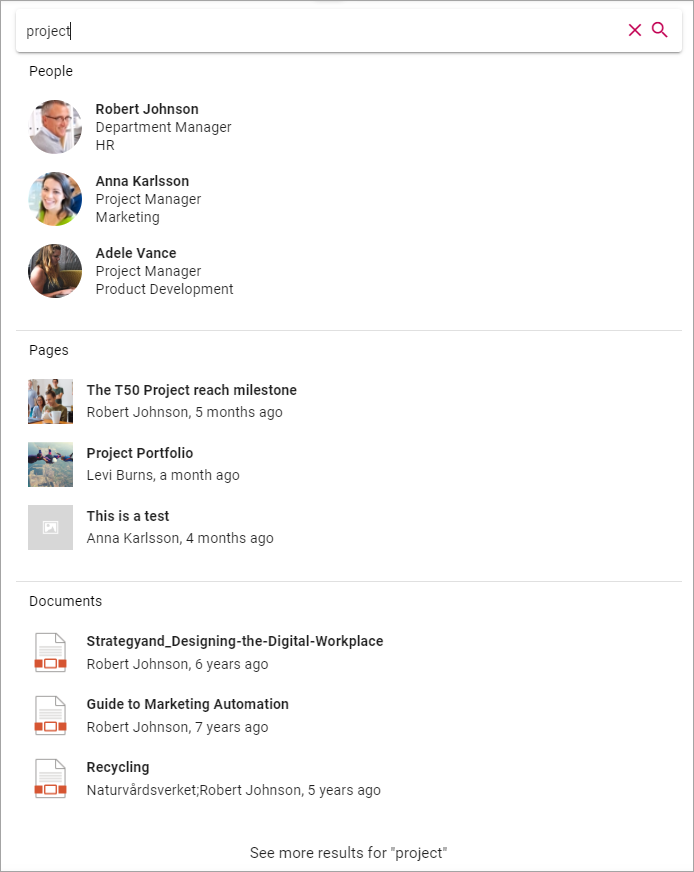 project
People
Robert Johnson
Department Manager
HR
Anna Karlsson
Project Manager
Marketing
Adele Vance
Project Manager
Product Development
Pages
The T50 Project reach milestone
Robert Johnson, 5 months ago
Project Portfolio
Levi Burns, a month ago
This is a test
Anna Karlsson, 4 months ago
Documents
Strategyand_Designing-the-Digital-Workplace
Robert Johnson, 6 years ago
Guide to Marketing Automation
Robert Johnson, 7 years ago
Recycling
Naturvårdsverket;Robert Johnson, 5 years ago
See more results for "project"